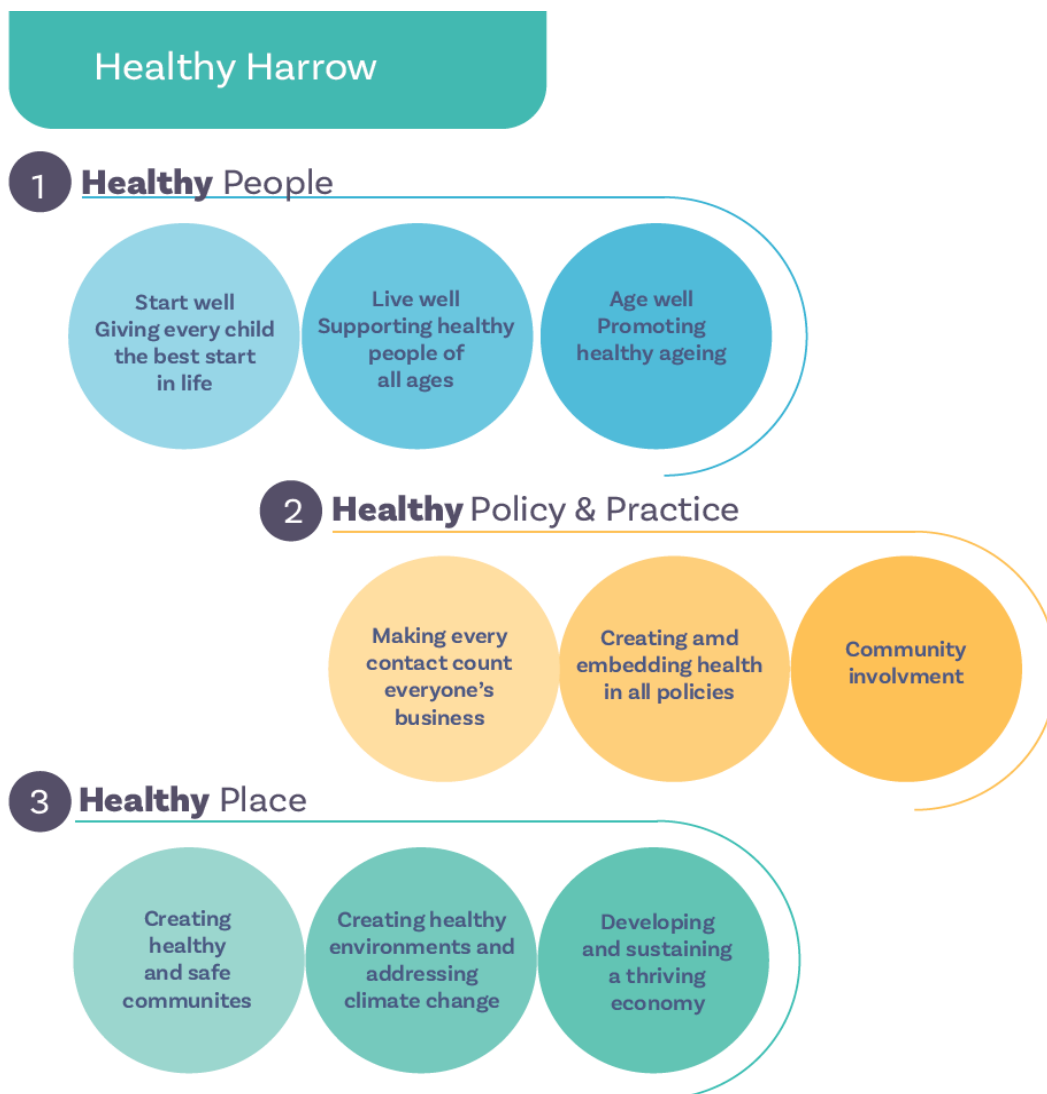 Healthy Harrow
1 Healthy People
Start well
Giving every child
the best start
in life
Live well
Supporting healthy
people of
all ages
Age well
Promoting
healthy ageing
2 Healthy Policy & Practice
Making every
contact count
everyone's
business
Creating amd
embedding health
in all policies
Community
involvment
3 Healthy Place
Creating
healthy
and safe
communites
Creating healthy
environments and
addressing
climate change
Developing
and sustaining
a thriving
economy